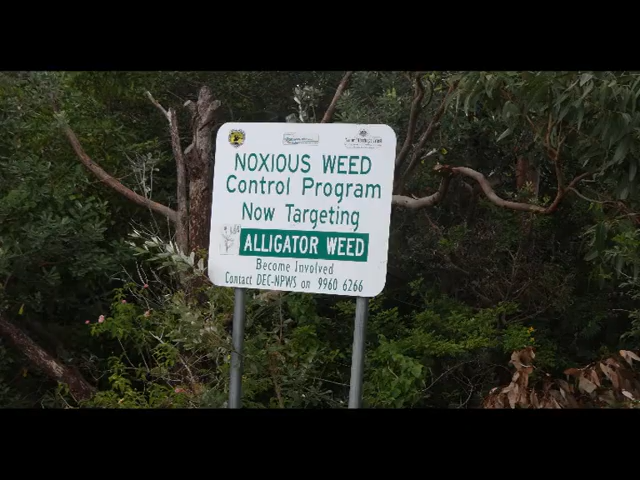 NOXIOUS WEED
Control Program
Now Targeting
ALLIGATOR WEED
Become Involved
Contact DEC-NPWS on 9960 6266